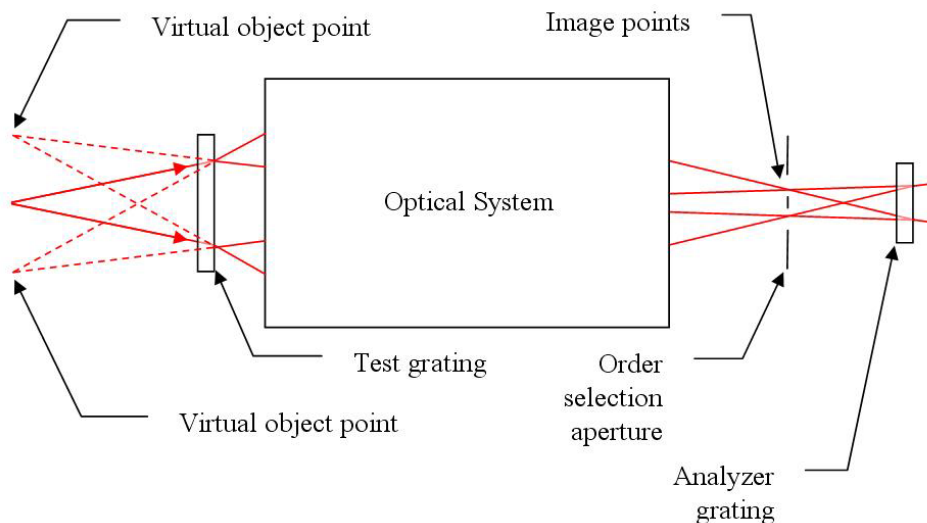 Virtual object point
Image points
Optical System
Test grating
Order
selection
aperture
Virtual object point
Analyzer
grating